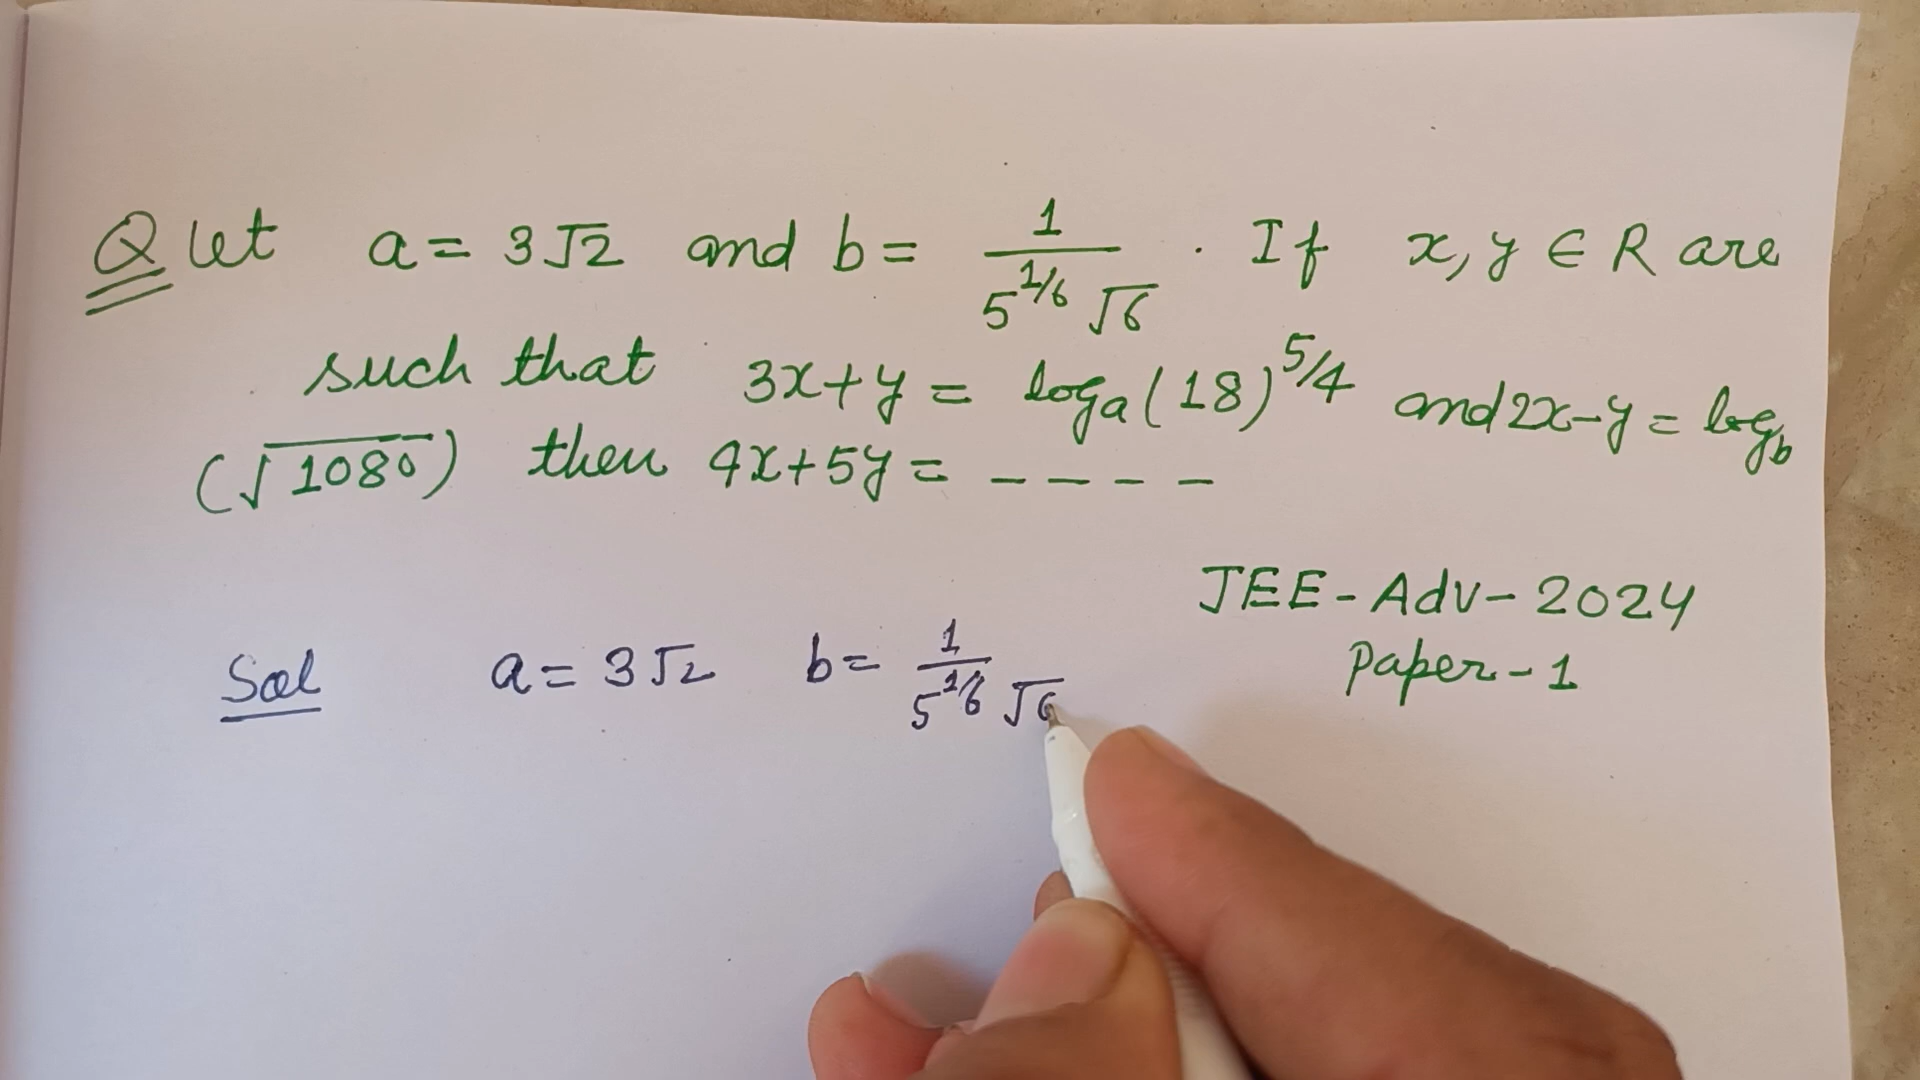 Q Let a = 3√2 and b = 1/(5^{1/6} √6) . If x, y ∈ R are
such that 3x+y = log_a (18)^{5/4} and 2x-y = log_b
(√1080) then 4x+5y = _ _ _ _
JEE-Adv-2024
Paper-1
Sol a = 3√2 b = 1/(5^{1/6} √6